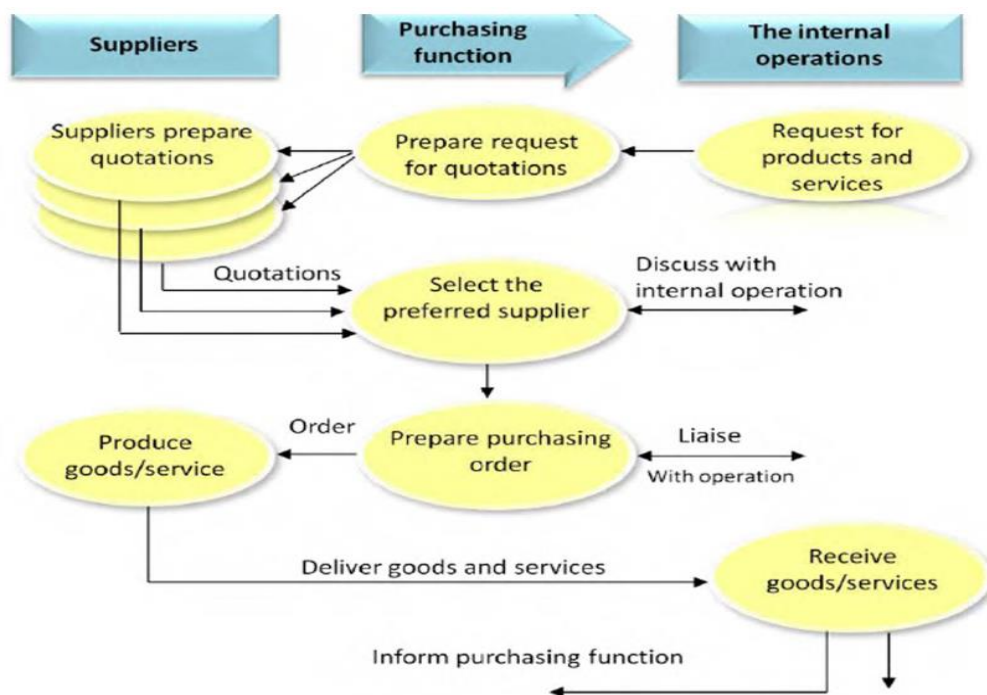 Suppliers
Purchasing
function
The internal
operations
Suppliers prepare
quotations
Prepare request
for quotations
Request for
products and
services
Quotations
Select the
preferred supplier
Discuss with
internal operation
Order
Produce
goods/service
Prepare purchasing
order
Liaise
With operation
Deliver goods and services
Receive
goods/services
Inform purchasing function